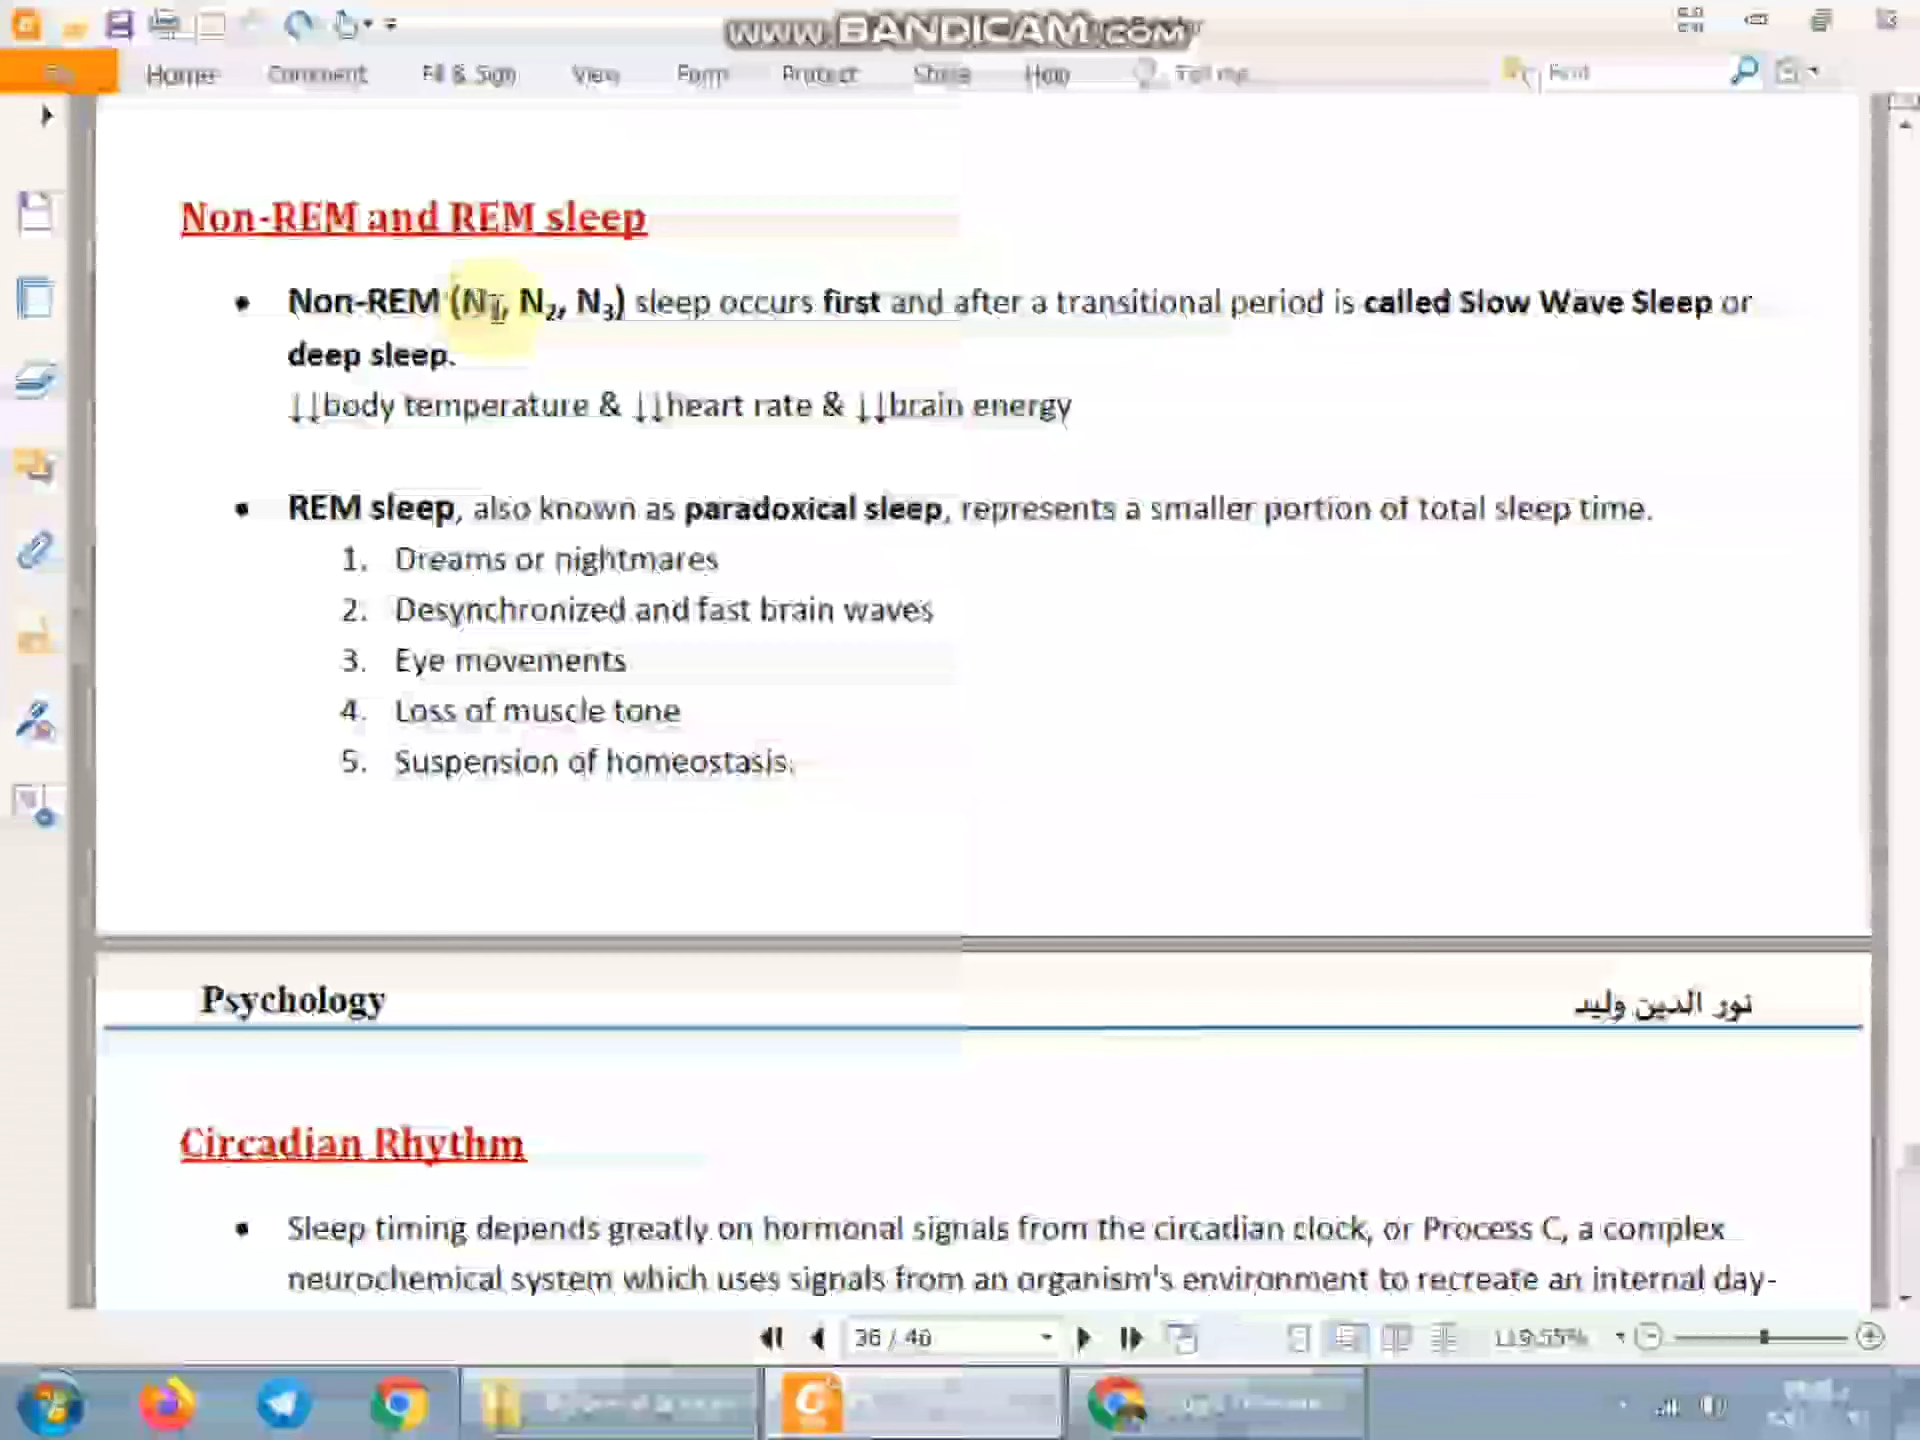 www.BANDICAM.com
Home Comment Fill & Sign View Form Protect Share Help Tell me Find
Non-REM and REM sleep
• Non-REM (N1, N2, N3) sleep occurs first and after a transitional period is called Slow Wave Sleep or
deep sleep.
↓↓body temperature & ↓↓heart rate & ↓↓brain energy
• REM sleep, also known as paradoxical sleep, represents a smaller portion of total sleep time.
1. Dreams or nightmares
2. Desynchronized and fast brain waves
3. Eye movements
4. Loss of muscle tone
5. Suspension of homeostasis.
Psychology نور الدين وليد
Circadian Rhythm
• Sleep timing depends greatly on hormonal signals from the circadian clock, or Process C, a complex
neurochemical system which uses signals from an organism's environment to recreate an internal day-
36 / 40 119.55%